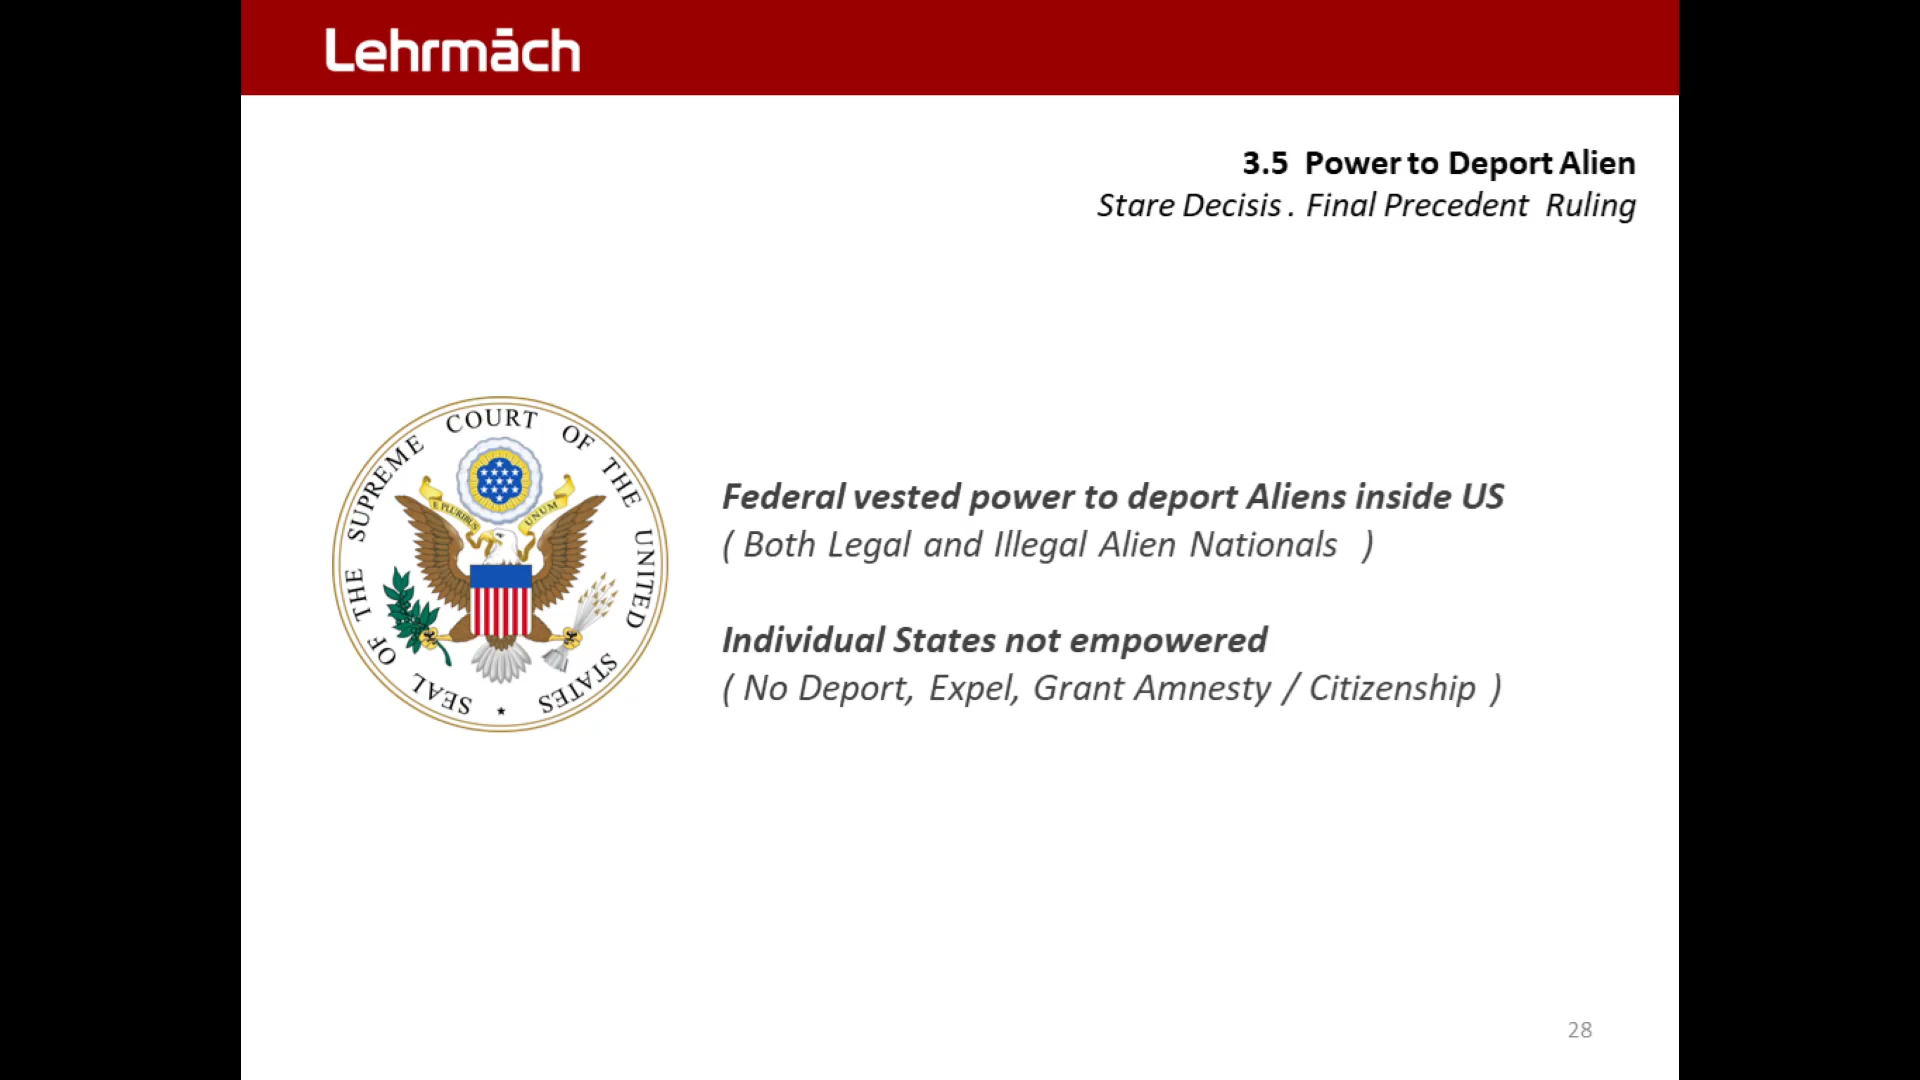 Lehrmāch
3.5 Power to Deport Alien
Stare Decisis . Final Precedent Ruling
SEAL OF THE SUPREME COURT OF THE UNITED STATES
E PLURIBUS UNUM
Federal vested power to deport Aliens inside US
( Both Legal and Illegal Alien Nationals )
Individual States not empowered
( No Deport, Expel, Grant Amnesty / Citizenship )
28